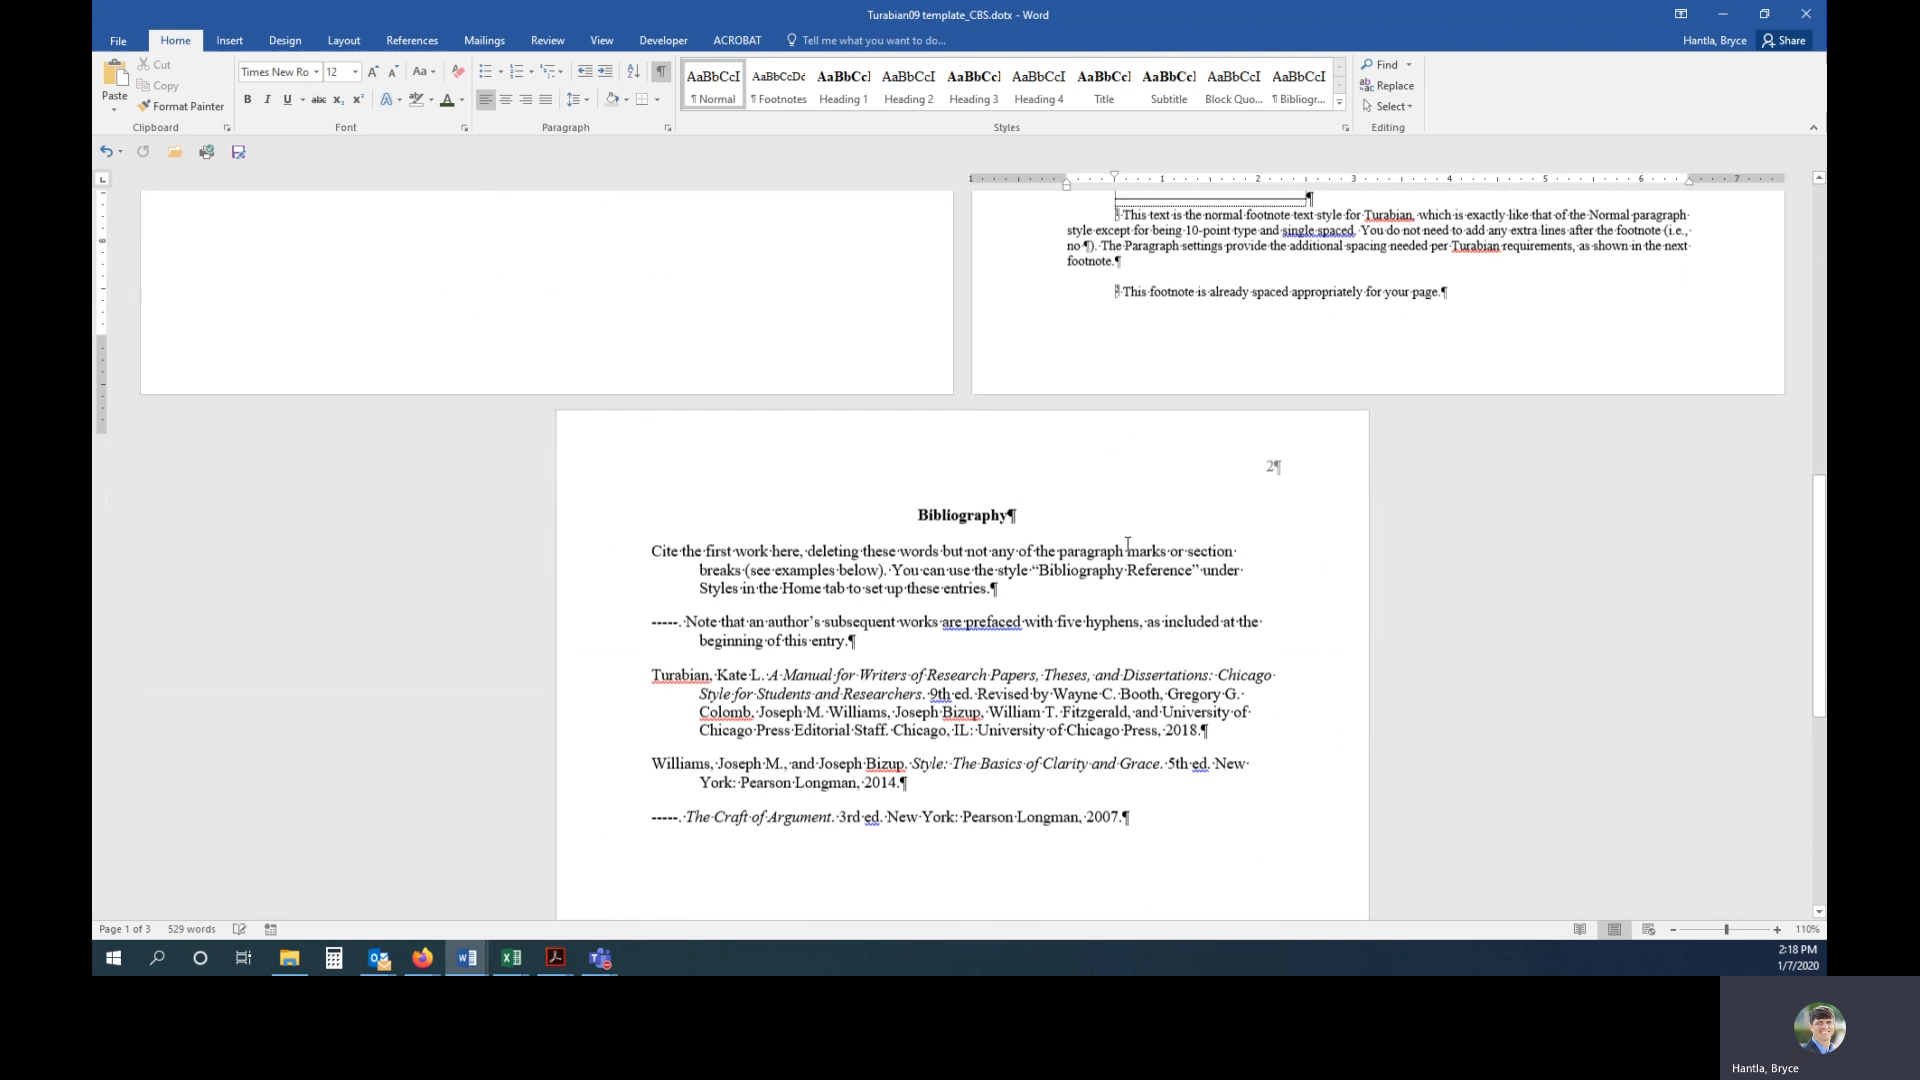 Turabian09 template_CBS.dotx - Word
File Home Insert Design Layout References Mailings Review View Developer ACROBAT Tell me what you want to do... Hantla, Bryce Share
Paste Cut Copy Format Painter
Clipboard
Times New Ro 12
Font
Paragraph
AaBbCcI AaBbCcDd AaBbCc] AaBbCcI AaBbCc] AaBbCcI AaBbCc] AaBbCc] AaBbCcI AaBbCcI
¶ Normal ¶ Footnotes Heading 1 Heading 2 Heading 3 Heading 4 Title Subtitle Block Quo... ¶ Bibliogr...
Styles
Find
Replace
Select
Editing
1 1 2 3 4 5 6 7
¶
This text is the normal footnote text style for Turabian, which is exactly like that of the Normal paragraph
style except for being 10-point type and single spaced. You do not need to add any extra lines after the footnote (i.e.,
no ¶). The Paragraph settings provide the additional spacing needed per Turabian requirements, as shown in the next
footnote.¶
This footnote is already spaced appropriately for your page.¶
2¶
Bibliography¶
Cite the first work here, deleting these words but not any of the paragraph marks or section
breaks (see examples below). You can use the style “Bibliography Reference” under
Styles in the Home tab to set up these entries.¶
-----. Note that an author’s subsequent works are prefaced with five hyphens, as included at the
beginning of this entry.¶
Turabian, Kate L. A Manual for Writers of Research Papers, Theses, and Dissertations: Chicago
Style for Students and Researchers. 9th ed. Revised by Wayne C. Booth, Gregory G.
Colomb, Joseph M. Williams, Joseph Bizup, William T. Fitzgerald, and University of
Chicago Press Editorial Staff. Chicago, IL: University of Chicago Press, 2018.¶
Williams, Joseph M., and Joseph Bizup. Style: The Basics of Clarity and Grace. 5th ed. New
York: Pearson Longman, 2014.¶
-----. The Craft of Argument. 3rd ed. New York: Pearson Longman, 2007.¶
Page 1 of 3 529 words 110%
2:18 PM
1/7/2020
Hantla, Bryce